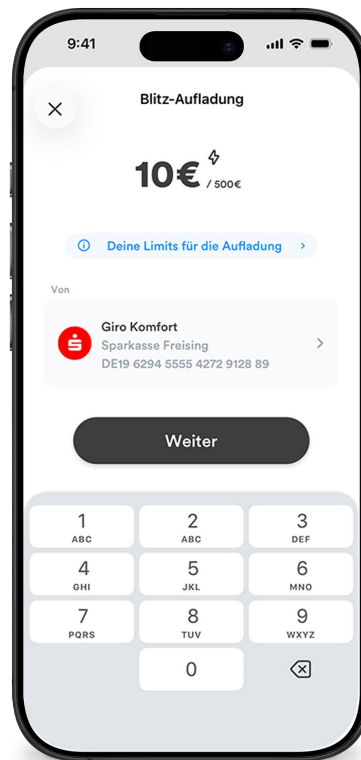 9:41
Blitz-Aufladung
10€ / 500€
Deine Limits für die Aufladung
Von
Giro Komfort
Sparkasse Freising
DE19 6294 5555 4272 9128 89
Weiter
1 2 3
ABC ABC DEF
4 5 6
GHI JKL MNO
7 8 9
PQRS TUV WXYZ
0